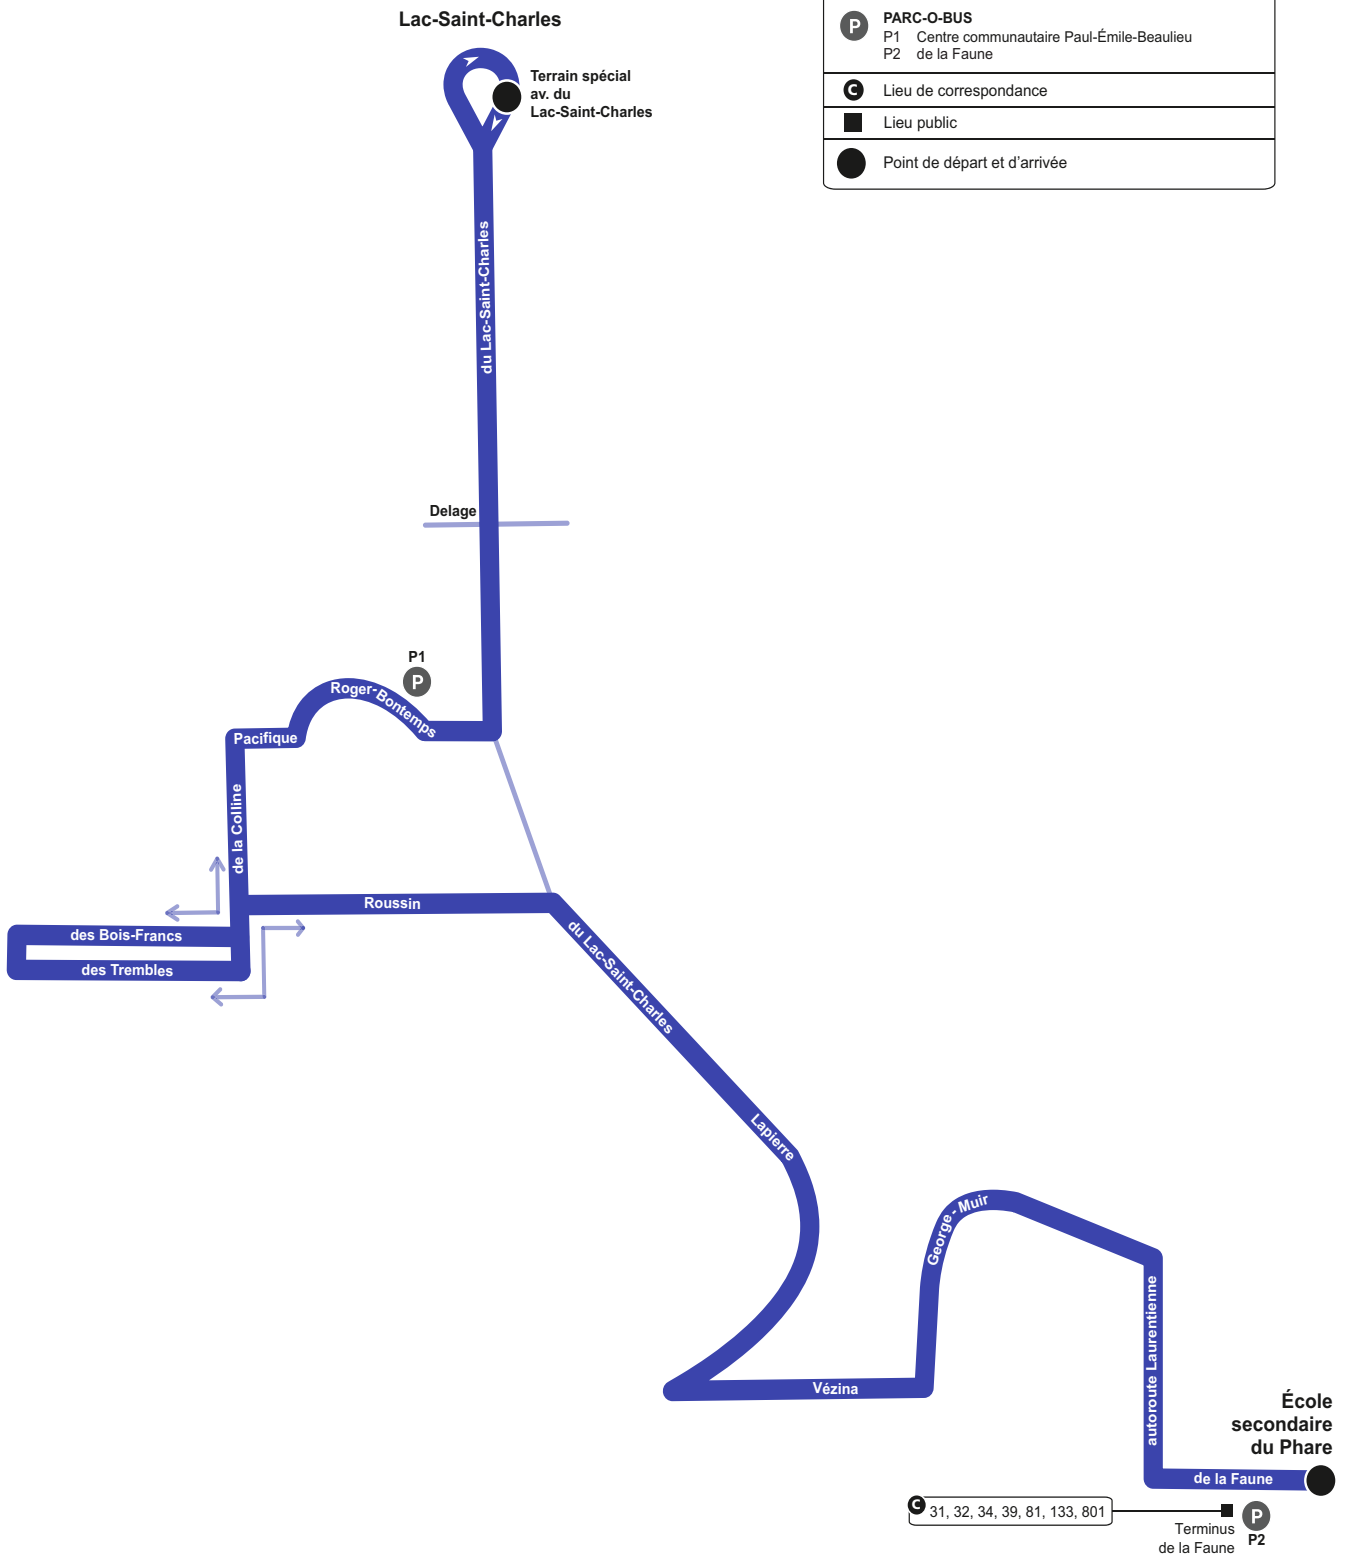 Lac-Saint-Charles
P
PARC-O-BUS
P1 Centre communautaire Paul-Émile-Beaulieu
P2 de la Faune
C
Lieu de correspondance
Lieu public
Point de départ et d'arrivée
Terrain spécial
av. du
Lac-Saint-Charles
du Lac-Saint-Charles
Delage
P1
P
Roger-Bontemps
Pacifique
de la Colline
Roussin
des Bois-Francs
des Trembles
du Lac-Saint-Charles
Lapierre
George-Muir
Vézina
autoroute Laurentienne
École
secondaire
du Phare
de la Faune
C 31, 32, 34, 39, 81, 133, 801
P
P2
Terminus
de la Faune